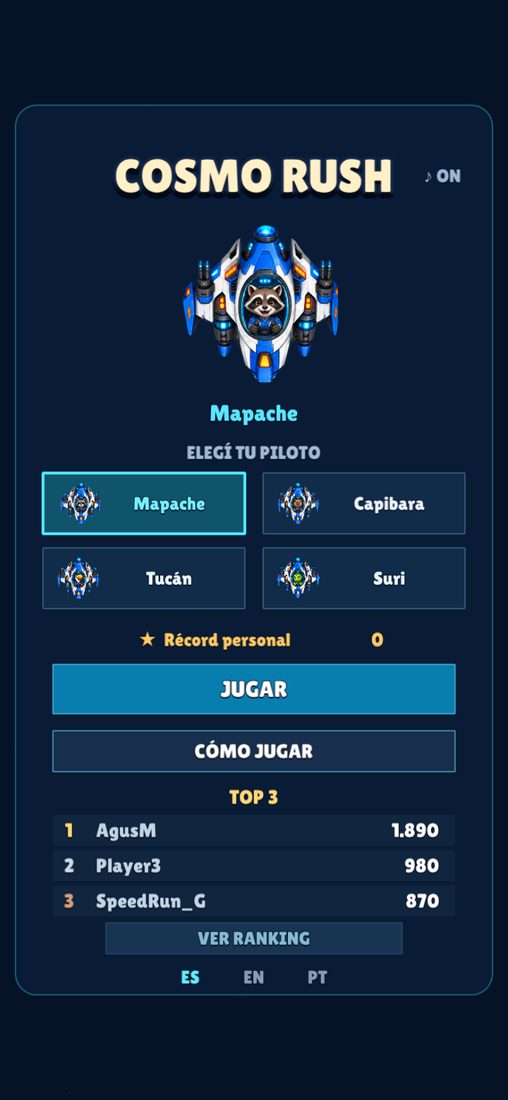 COSMO RUSH
♪ ON
Mapache
ELEGÍ TU PILOTO
Mapache
Capibara
Tucán
Suri
★ Récord personal 0
JUGAR
CÓMO JUGAR
TOP 3
1 AgusM 1.890
2 Player3 980
3 SpeedRun_G 870
VER RANKING
ES EN PT